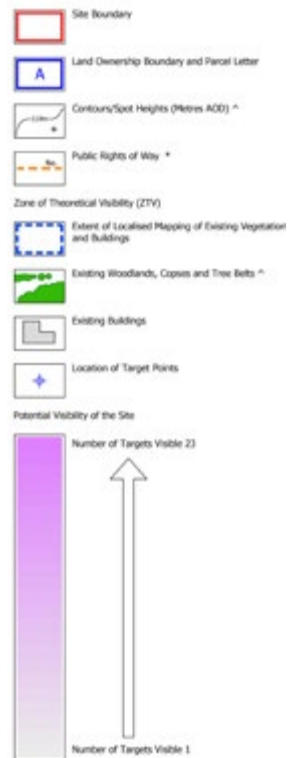 Site Boundary
A
Land Ownership Boundary and Parcel Letter
Contours/Spot Heights (Metres AOD) ^
Public Rights of Way *
Zone of Theoretical Visibility (ZTV)
Extent of Localised Mapping of Existing Vegetation
and Buildings
Existing Woodlands, Copses and Tree Belts ^
Existing Buildings
Location of Target Points
Potential Visibility of the Site
Number of Targets Visible 23
Number of Targets Visible 1